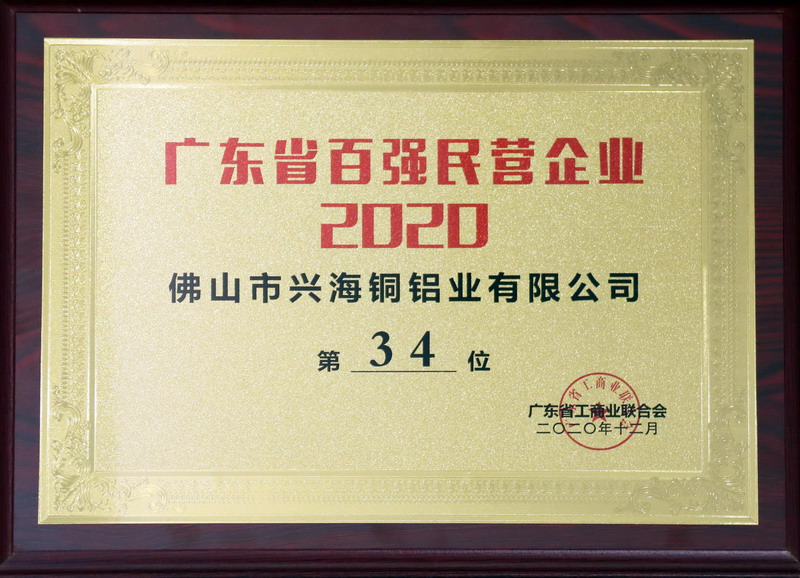 广东省百强民营企业
2020
佛山市兴海铜铝业有限公司
第 34 位
广东省工商业联合会
二〇二〇年十二月